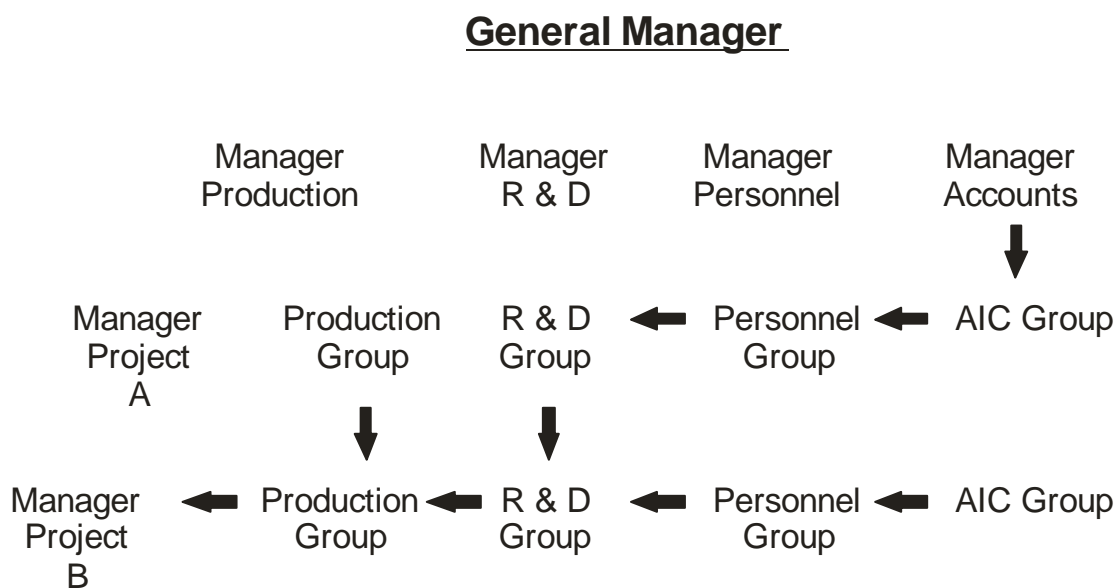 General Manager
Manager Production
Manager R & D
Manager Personnel
Manager Accounts
Manager Project A
Production Group
R & D Group
Personnel Group
AIC Group
Manager Project B
Production Group
R & D Group
Personnel Group
AIC Group